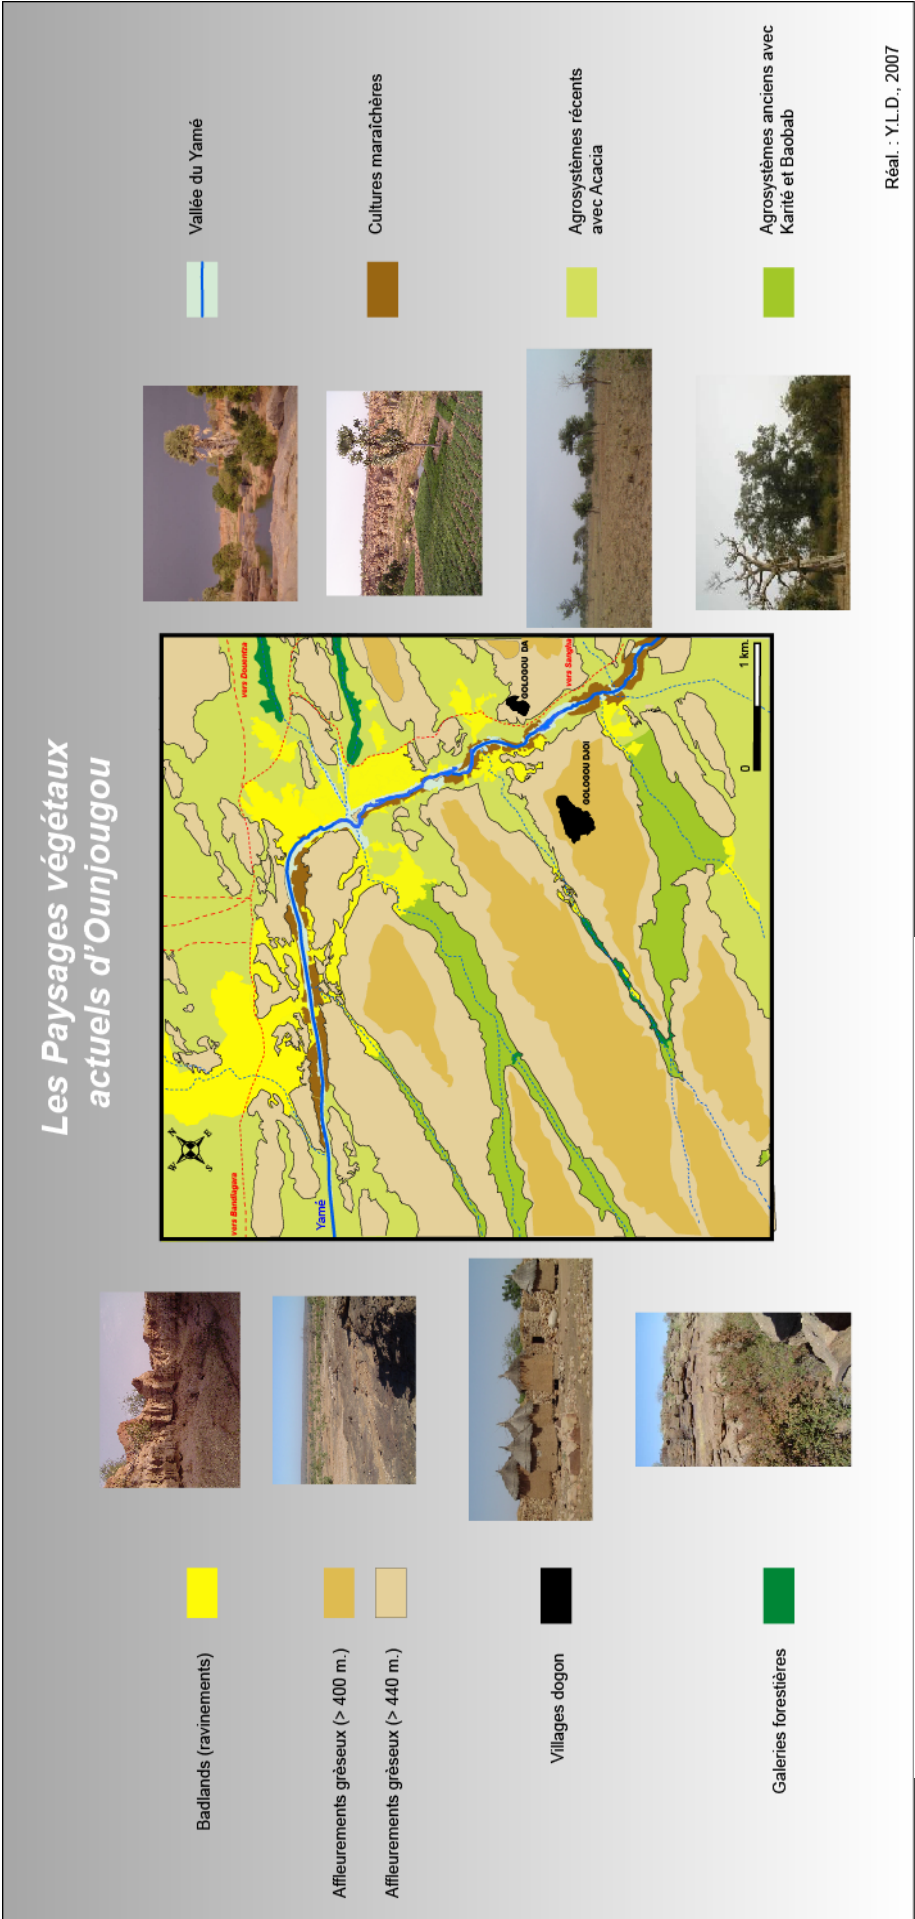 Les Paysages végétaux
actuels d'Ounjougou
Badlands (ravinements)
Affleurements grèseux (> 400 m.)
Affleurements grèseux (> 440 m.)
Villages dogon
Galeries forestières
vers Bandiagara
Yamé
N
W
E
S
vers Douentza
GOLOGOU DA
vers Sangha
GOLOGOU DJOI
0
1 km.
Vallée du Yamé
Cultures maraîchères
Agrosystèmes récents
avec Acacia
Agrosystèmes anciens avec
Karité et Baobab
Réal. : Y.L.D., 2007